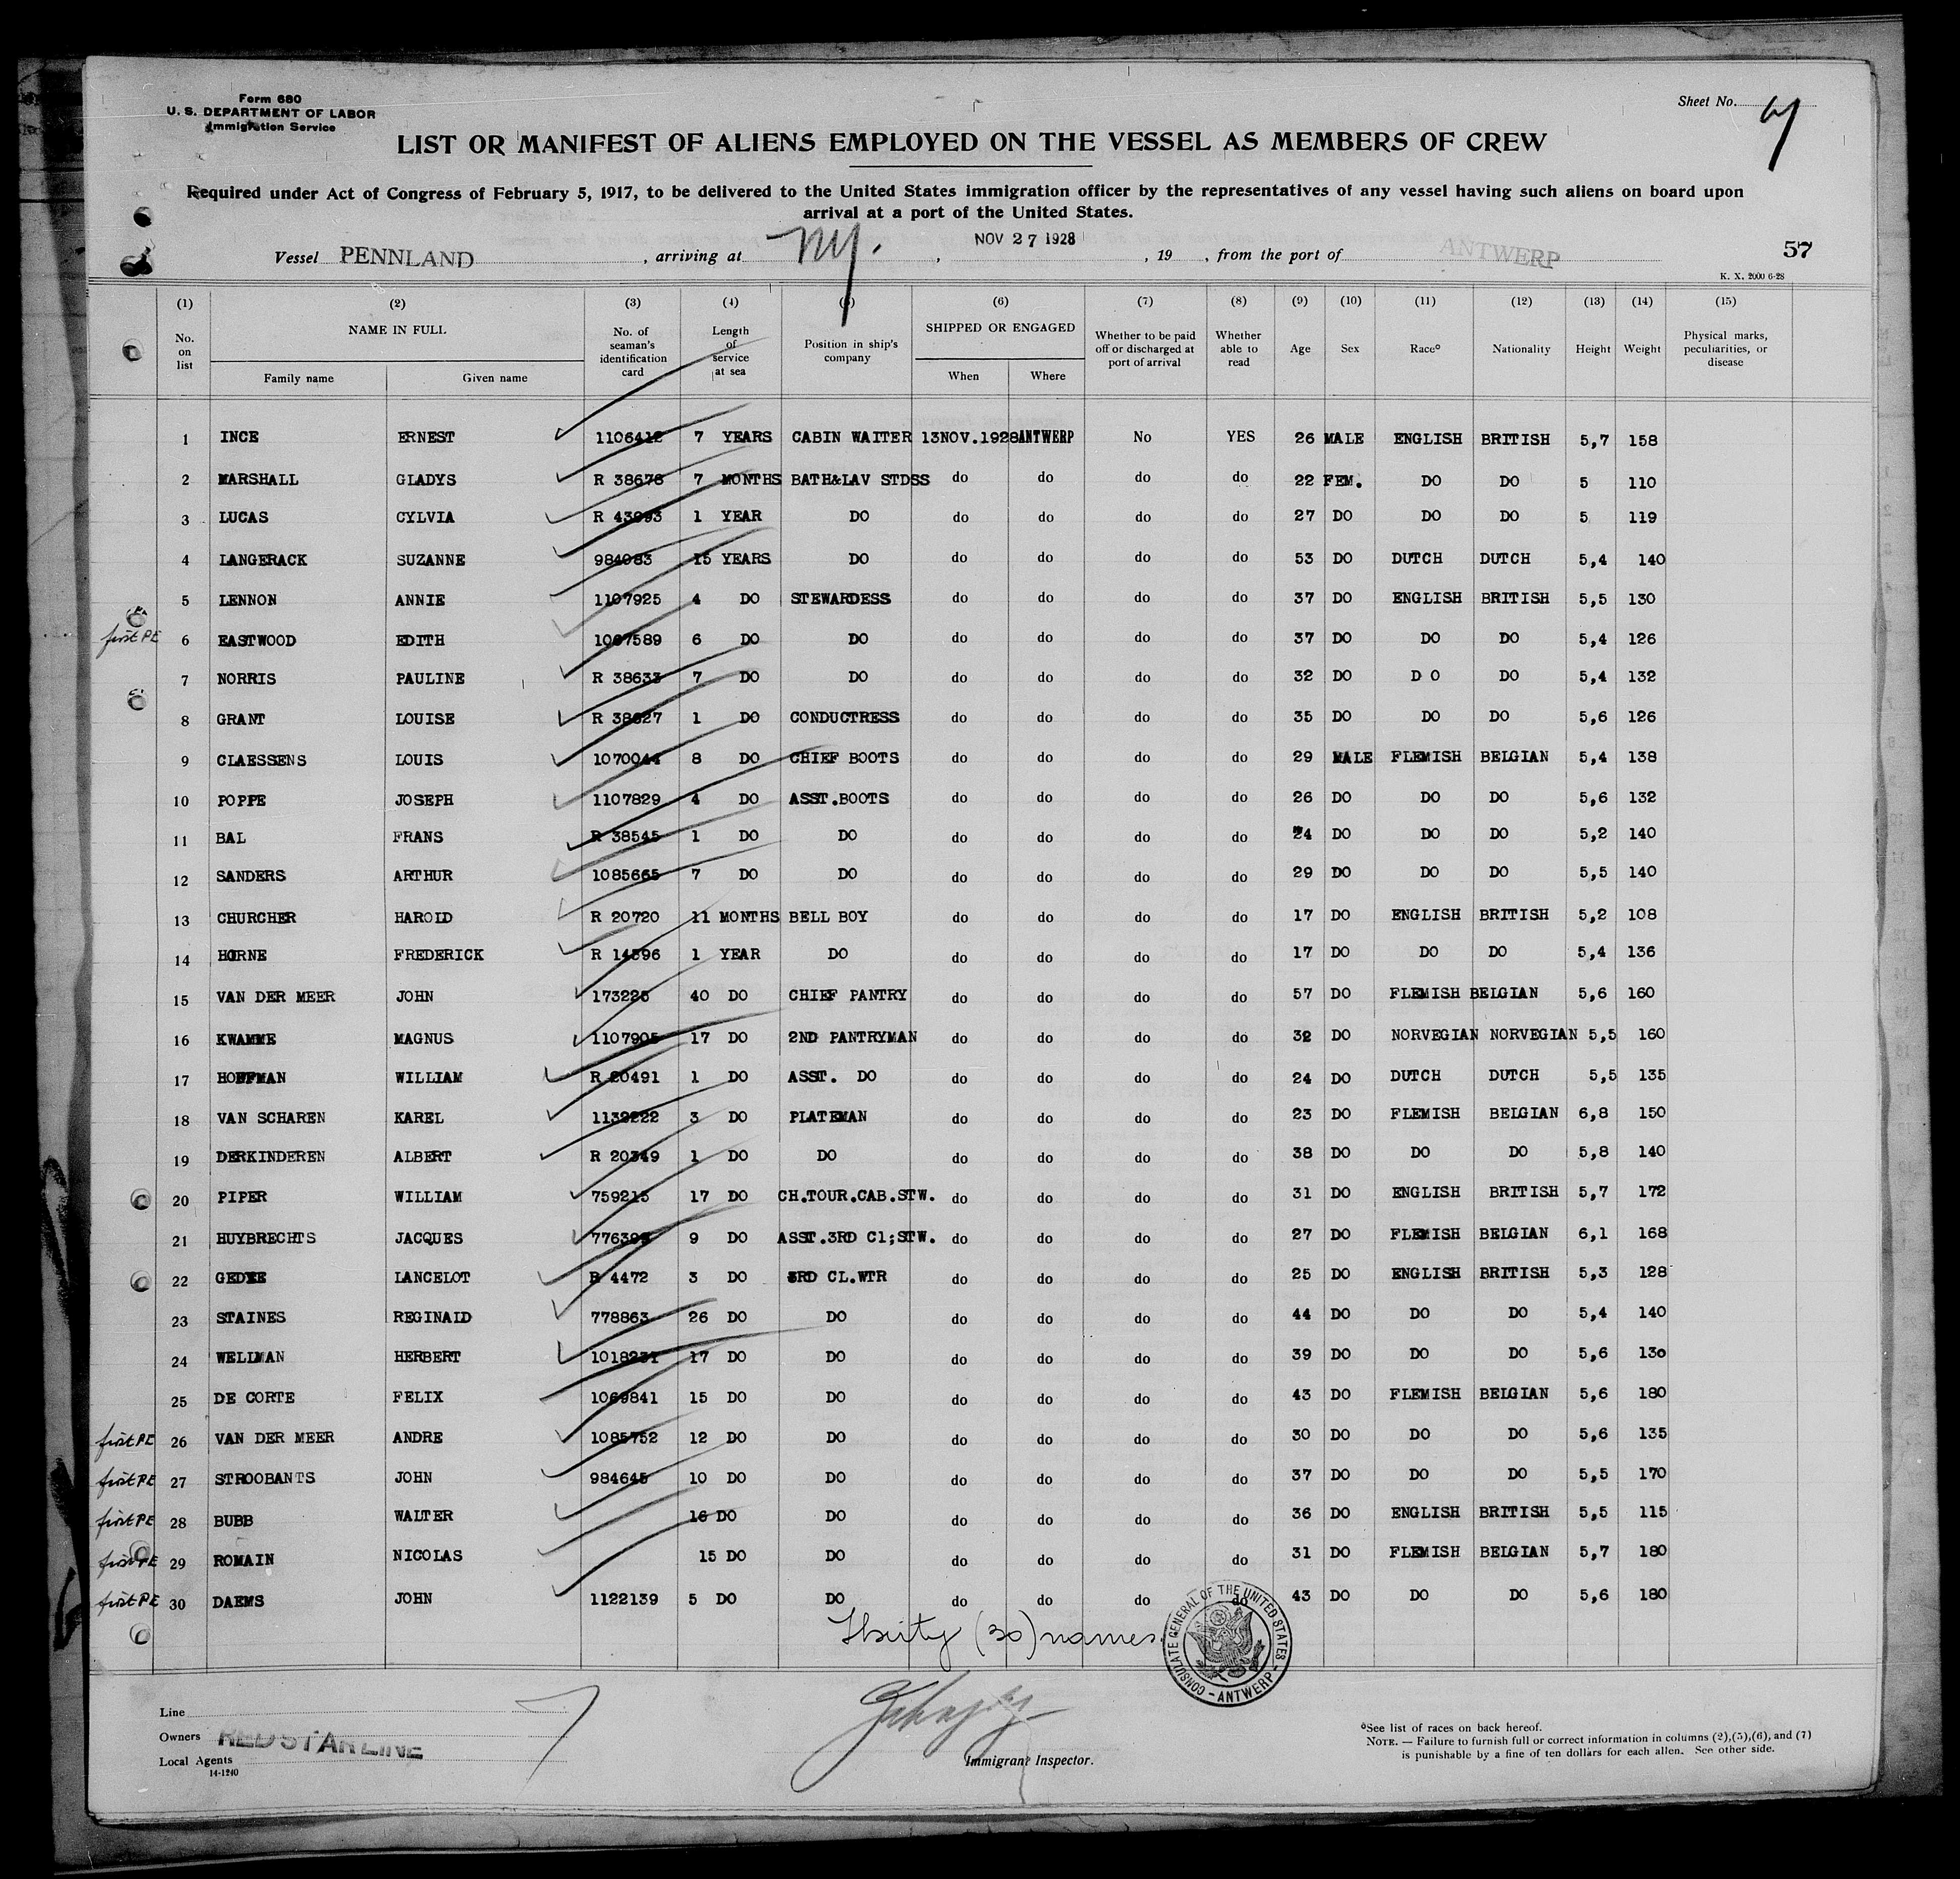 Form 680
U. S. DEPARTMENT OF LABOR
Immigration Service
Sheet No.
LIST OR MANIFEST OF ALIENS EMPLOYED ON THE VESSEL AS MEMBERS OF CREW
Required under Act of Congress of February 5, 1917, to be delivered to the United States immigration officer by the representatives of any vessel having such aliens on board upon
arrival at a port of the United States.
Vessel PENNLAND , arriving at NY. , NOV 27 1928 , 19 , from the port of ANTWERP 57
K. X. 2000 6-28
(1) (2) (3) (4) (5) (6) (7) (8) (9) (10) (11) (12) (13) (14) (15)
No. on list NAME IN FULL Family name Given name No. of seaman's identification card Length of service at sea Position in ship's company SHIPPED OR ENGAGED When Where Whether to be paid off or discharged at port of arrival Whether able to read Age Sex Race° Nationality Height Weight Physical marks, peculiarities, or disease
1 INCE ERNEST 1106412 7 YEARS CABIN WAITER 13NOV.1928 ANTWERP No YES 26 MALE ENGLISH BRITISH 5,7 158
2 MARSHALL GLADYS R 38676 7 MONTHS BATH&LAV STDSS do do do do 22 FEM. DO DO 5 110
3 LUCAS CYLVIA R 43993 1 YEAR DO do do do do 27 DO DO DO 5 119
4 LANGERACK SUZANNE 984983 15 YEARS DO do do do do 53 DO DUTCH DUTCH 5,4 140
5 LENNON ANNIE 1107925 4 DO STEWARDESS do do do do 37 DO ENGLISH BRITISH 5,5 130
first PE 6 EASTWOOD EDITH 1067589 6 DO DO do do do do 37 DO DO DO 5,4 126
7 NORRIS PAULINE R 38633 7 DO DO do do do do 32 DO D O DO 5,4 132
8 GRANT LOUISE R 38627 1 DO CONDUCTRESS do do do do 35 DO DO DO 5,6 126
9 CLAESSENS LOUIS 1070044 8 DO CHIEF BOOTS do do do do 29 MALE FLEMISH BELGIAN 5,4 138
10 POPPE JOSEPH 1107829 4 DO ASST.BOOTS do do do do 26 DO DO DO 5,6 132
11 BAL FRANS R 38545 1 DO DO do do do do 24 DO DO DO 5,2 140
12 SANDERS ARTHUR 1085665 7 DO DO do do do do 29 DO DO DO 5,5 140
13 CHURCHER HAROLD R 20720 11 MONTHS BELL BOY do do do do 17 DO ENGLISH BRITISH 5,2 108
14 HORNE FREDERICK R 14596 1 YEAR DO do do do do 17 DO DO DO 5,4 136
15 VAN DER MEER JOHN 173225 40 DO CHIEF PANTRY do do do do 57 DO FLEMISH BELGIAN 5,6 160
16 KWAMME MAGNUS 1107905 17 DO 2ND PANTRYMAN do do do do 32 DO NORVEGIAN NORVEGIAN 5,5 160
17 HOFFMAN WILLIAM R 20491 1 DO ASST. DO do do do do 24 DO DUTCH DUTCH 5,5 135
18 VAN SCHAREN KAREL 1139222 3 DO PLATEMAN do do do do 23 DO FLEMISH BELGIAN 6,8 150
19 DERKINDEREN ALBERT R 20349 1 DO DO do do do do 38 DO DO DO 5,8 140
20 PIPER WILLIAM 759215 17 DO CH.TOUR.CAB.STW. do do do do 31 DO ENGLISH BRITISH 5,7 172
21 HUYBRECHTS JACQUES 9 DO ASST.3RD Cl;STW. do do do do 27 DO FLEMISH BELGIAN 6,1 168
22 LANCELOT R 4472 3 DO 3RD CL.WTR do do do do 25 DO ENGLISH BRITISH 5,3 128
23 STAINES REGINALD 778863 26 DO DO do do do do 44 DO DO DO 5,4 140
24 WELLMAN HERBERT 1018231 17 DO DO do do do do 39 DO DO DO 5,6 130
25 DE CORTE FELIX 1069841 15 DO DO do do do do 43 DO FLEMISH BELGIAN 5,6 180
first PE 26 VAN DER MEER ANDRE 1085752 12 DO DO do do do do 30 DO DO DO 5,6 135
first PE 27 STROOBANTS JOHN 984645 10 DO DO do do do do 37 DO DO DO 5,5 170
first PE 28 BUBB WALTER 16 DO DO do do do do 36 DO ENGLISH BRITISH 5,5 115
first PE 29 ROMAIN NICOLAS 15 DO DO do do do do 31 DO FLEMISH BELGIAN 5,7 180
first PE 30 DAEMS JOHN 1122139 5 DO DO do do do do 43 DO DO DO 5,6 180
Thirty (30) names.
CONSULATE GENERAL OF THE UNITED STATES - ANTWERP -
Line
Owners RED STAR LINE
Local Agents
14-1240
Immigrant Inspector.
°See list of races on back hereof.
NOTE. — Failure to furnish full or correct information in columns (2),(5),(6), and (7)
is punishable by a fine of ten dollars for each alien. See other side.